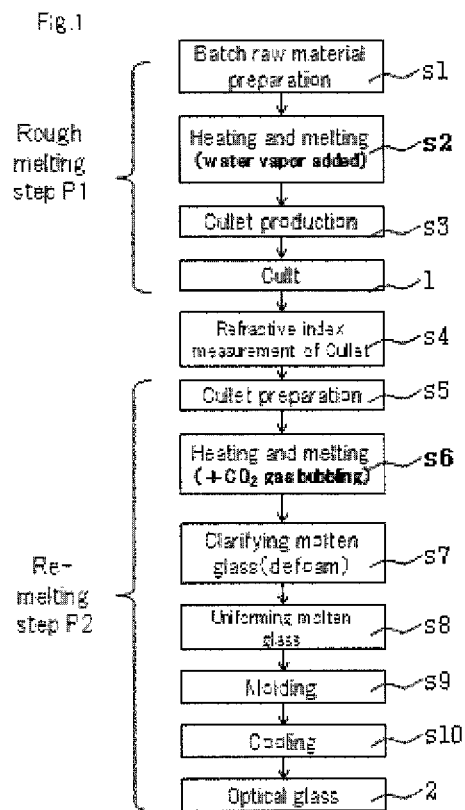 Fig.1
Rough
melting
step P1
Batch raw material
preparation
s1
Heating and melting
(water vapor added)
s2
Cullet production
s3
Cullt
1
Refractive index
measurement of Cullet
s4
Re-
melting
step P2
Cullet preparation
s5
Heating and melting
(+CO₂ gas bubbling)
s6
Clarifying molten
glass(defoam)
s7
Uniforming molten
glass
s8
Molding
s9
Cooling
s10
Optical glass
2